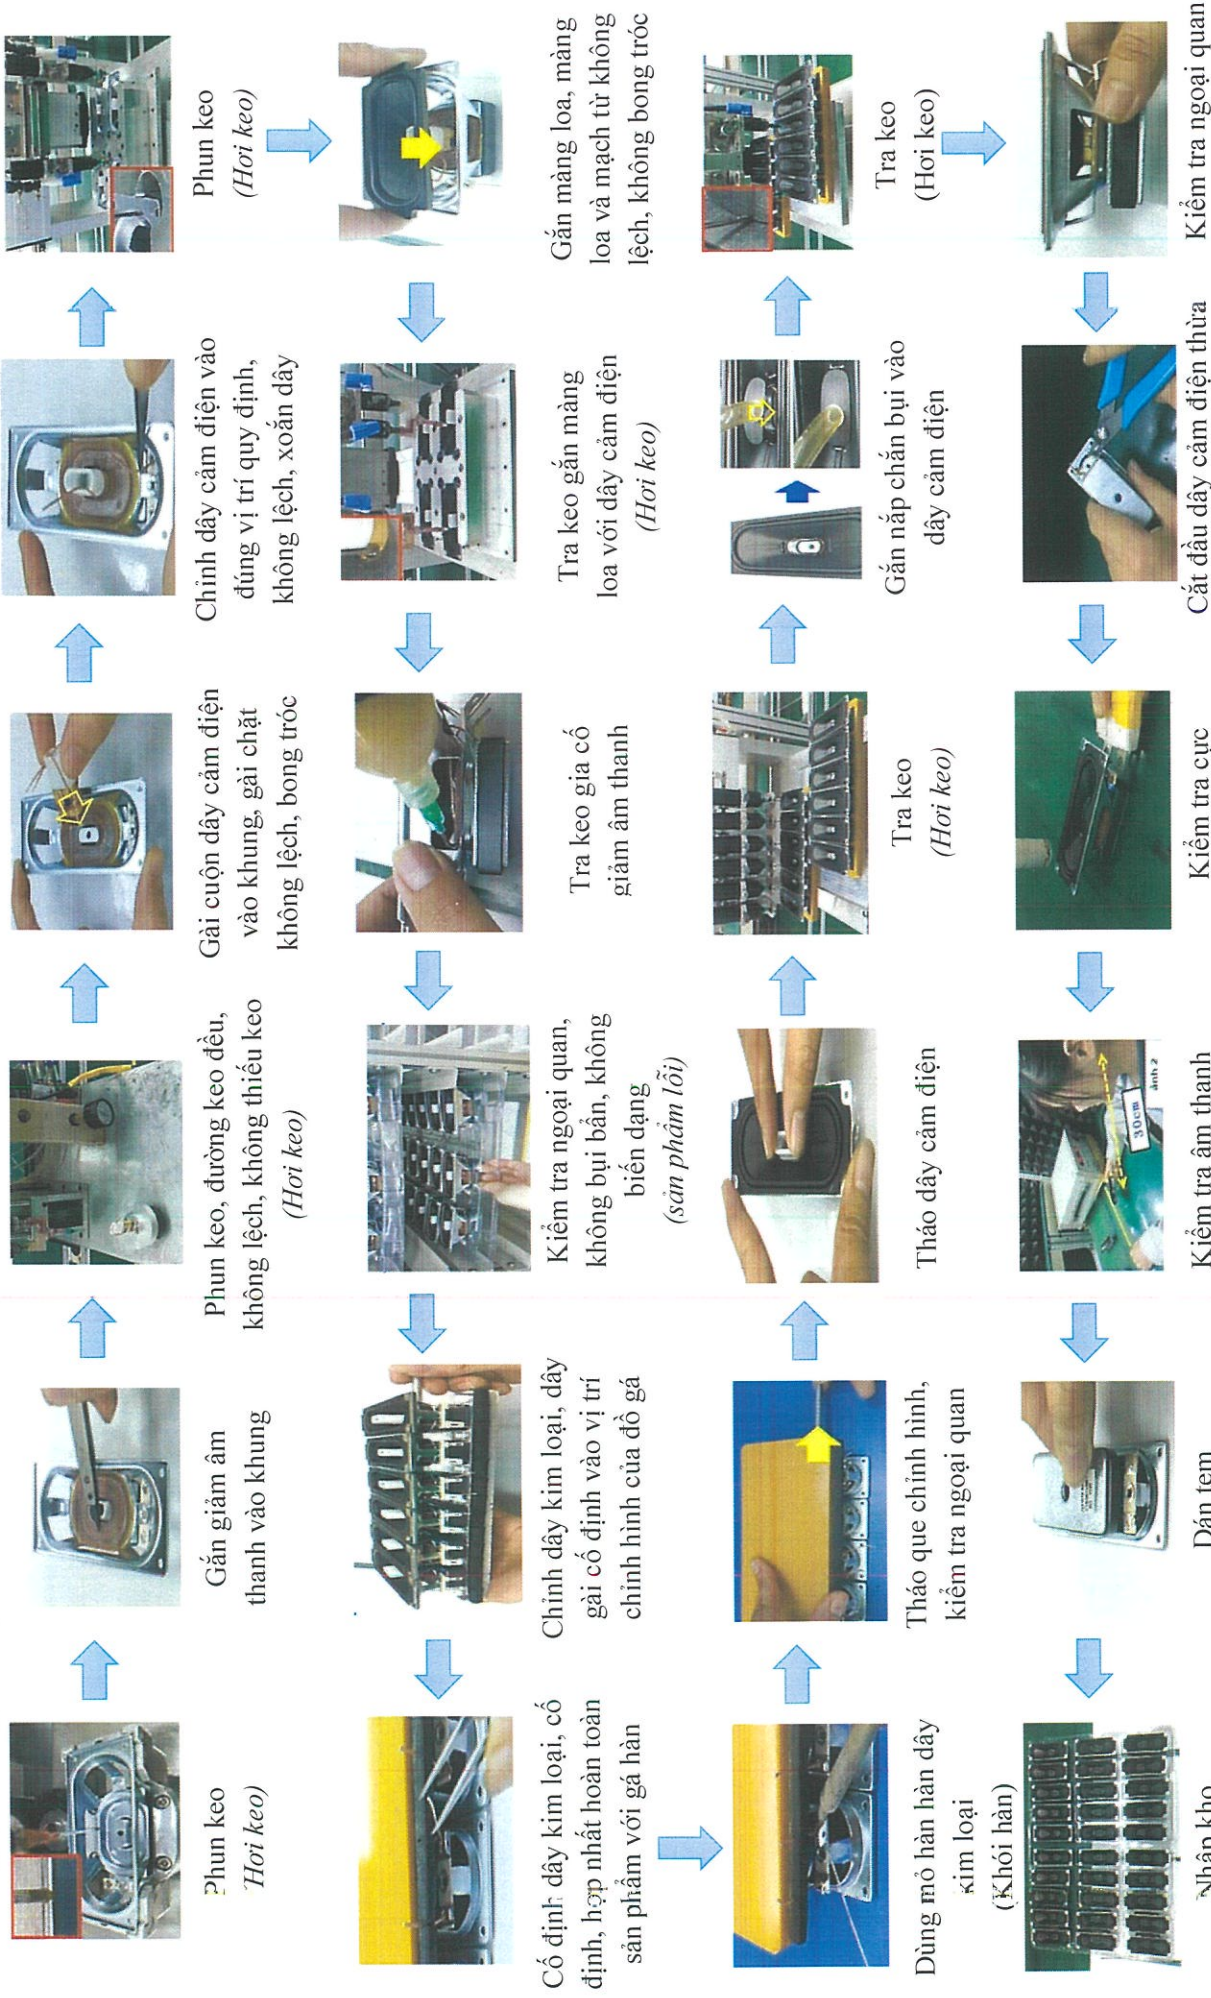 Phun keo
Hơi keo)
Gắn giảm âm
thanh vào khung
Phun keo, đường keo đều,
không lệch, không thiếu keo
(Hơi keo)
Gài cuộn dây cảm điện
vào khung, gài chặt
không lệch, bong tróc
Chỉnh dây cảm điện vào
đúng vị trí quy định,
không lệch, xoắn dây
Phun keo
(Hơi keo)
Gắn màng loa, màng
loa và mạch từ không
lệch, không bong tróc
Tra keo gắn màng
loa với dây cảm điện
(Hơi keo)
Tra keo gia cố
giảm âm thanh
Kiểm tra ngoại quan,
không bụi bẩn, không
biến dạng
(sản phẩm lỗi)
Chỉnh dây kim loại, dây
gài cố định vào vị trí
chỉnh hình của đồ gá
Cố định dây kim loại, cố
định, hợp nhất hoàn toàn
sản phẩm với gá hàn
Dùng mỏ hàn hàn dây
kim loại
(Khói hàn)
Tháo que chỉnh hình,
kiểm tra ngoại quan
Tháo dây cảm điện
Tra keo
(Hơi keo)
Gắn nắp chắn bụi vào
dây cảm điện
Tra keo
(Hơi keo)
Kiểm tra ngoại quan
Cắt đầu dây cảm điện thừa
Kiểm tra cực
30cm
ảnh 2
Kiểm tra âm thanh
Dán tem
Nhập kho